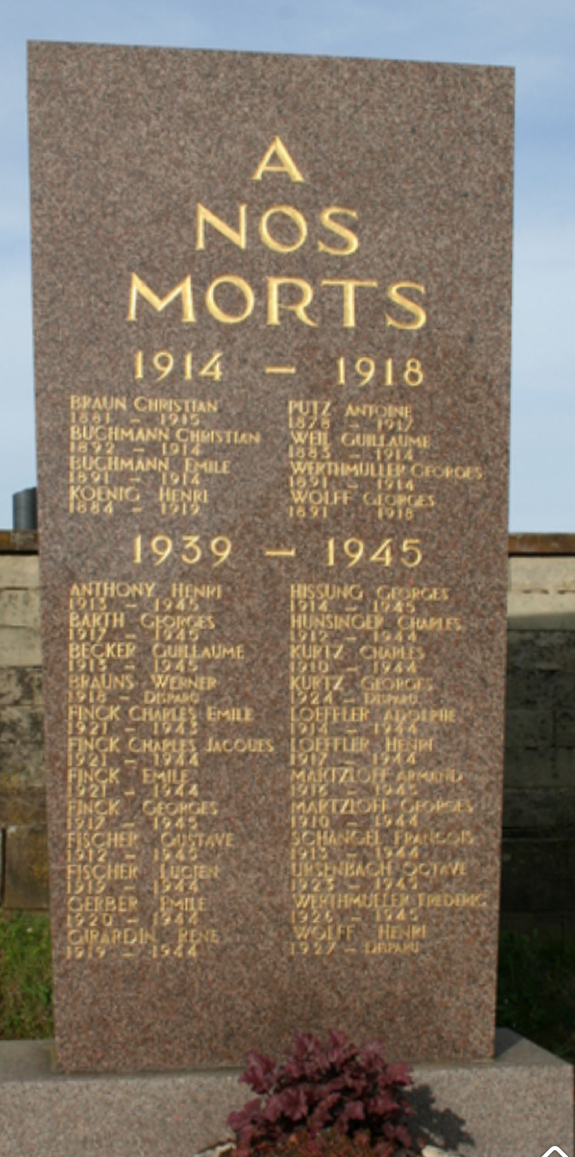 A
NOS
MORTS
1914 – 1918
BRAUN CHRISTIAN
1881 – 1915
BUCHMANN CHRISTIAN
1892 – 1914
BUCHMANN EMILE
1891 – 1914
KOENIG HENRI
1884 – 1919
PUTZ ANTOINE
1878 – 1917
WEIL GUILLAUME
1883 – 1914
WERTHMULLER GEORGES
1891 – 1914
WOLFF GEORGES
1891 1918
1939 – 1945
ANTHONY HENRI
1913 – 1945
BARTH GEORGES
1917 – 1945
BECKER GUILLAUME
1913 – 1945
BRAUNS WERNER
1918 – DISPARU
FINCK CHARLES EMILE
1921 – 1943
FINCK CHARLES JACQUES
1921 – 1944
FINCK EMILE
1921 – 1944
FINCK GEORGES
1917 – 1945
FISCHER GUSTAVE
1912 – 1945
FISCHER LUCIEN
1919 – 1944
GERBER EMILE
1920 – 1944
GIRARDIN RENE
1919 – 1944
HISSUNG GEORGES
1914 – 1945
HUNSINGER CHARLES
1912 – 1944
KURTZ CHARLES
1910 – 1944
KURTZ GEORGES
1924 – DISPARU
LOEFFLER ADOLPHE
1914 – 1944
LOEFFLER HENRI
1917 – 1944
MARTZLOFF ARMAND
1916 – 1945
MARTZLOFF GEORGES
1910 – 1944
SCHANGEL FRANCOIS
1913 – 1944
URSENBACH OCTAVE
1923 – 1945
WERTHMULLER FREDERIC
1926 – 1945
WOLFF HENRI
1927 – DISPARU